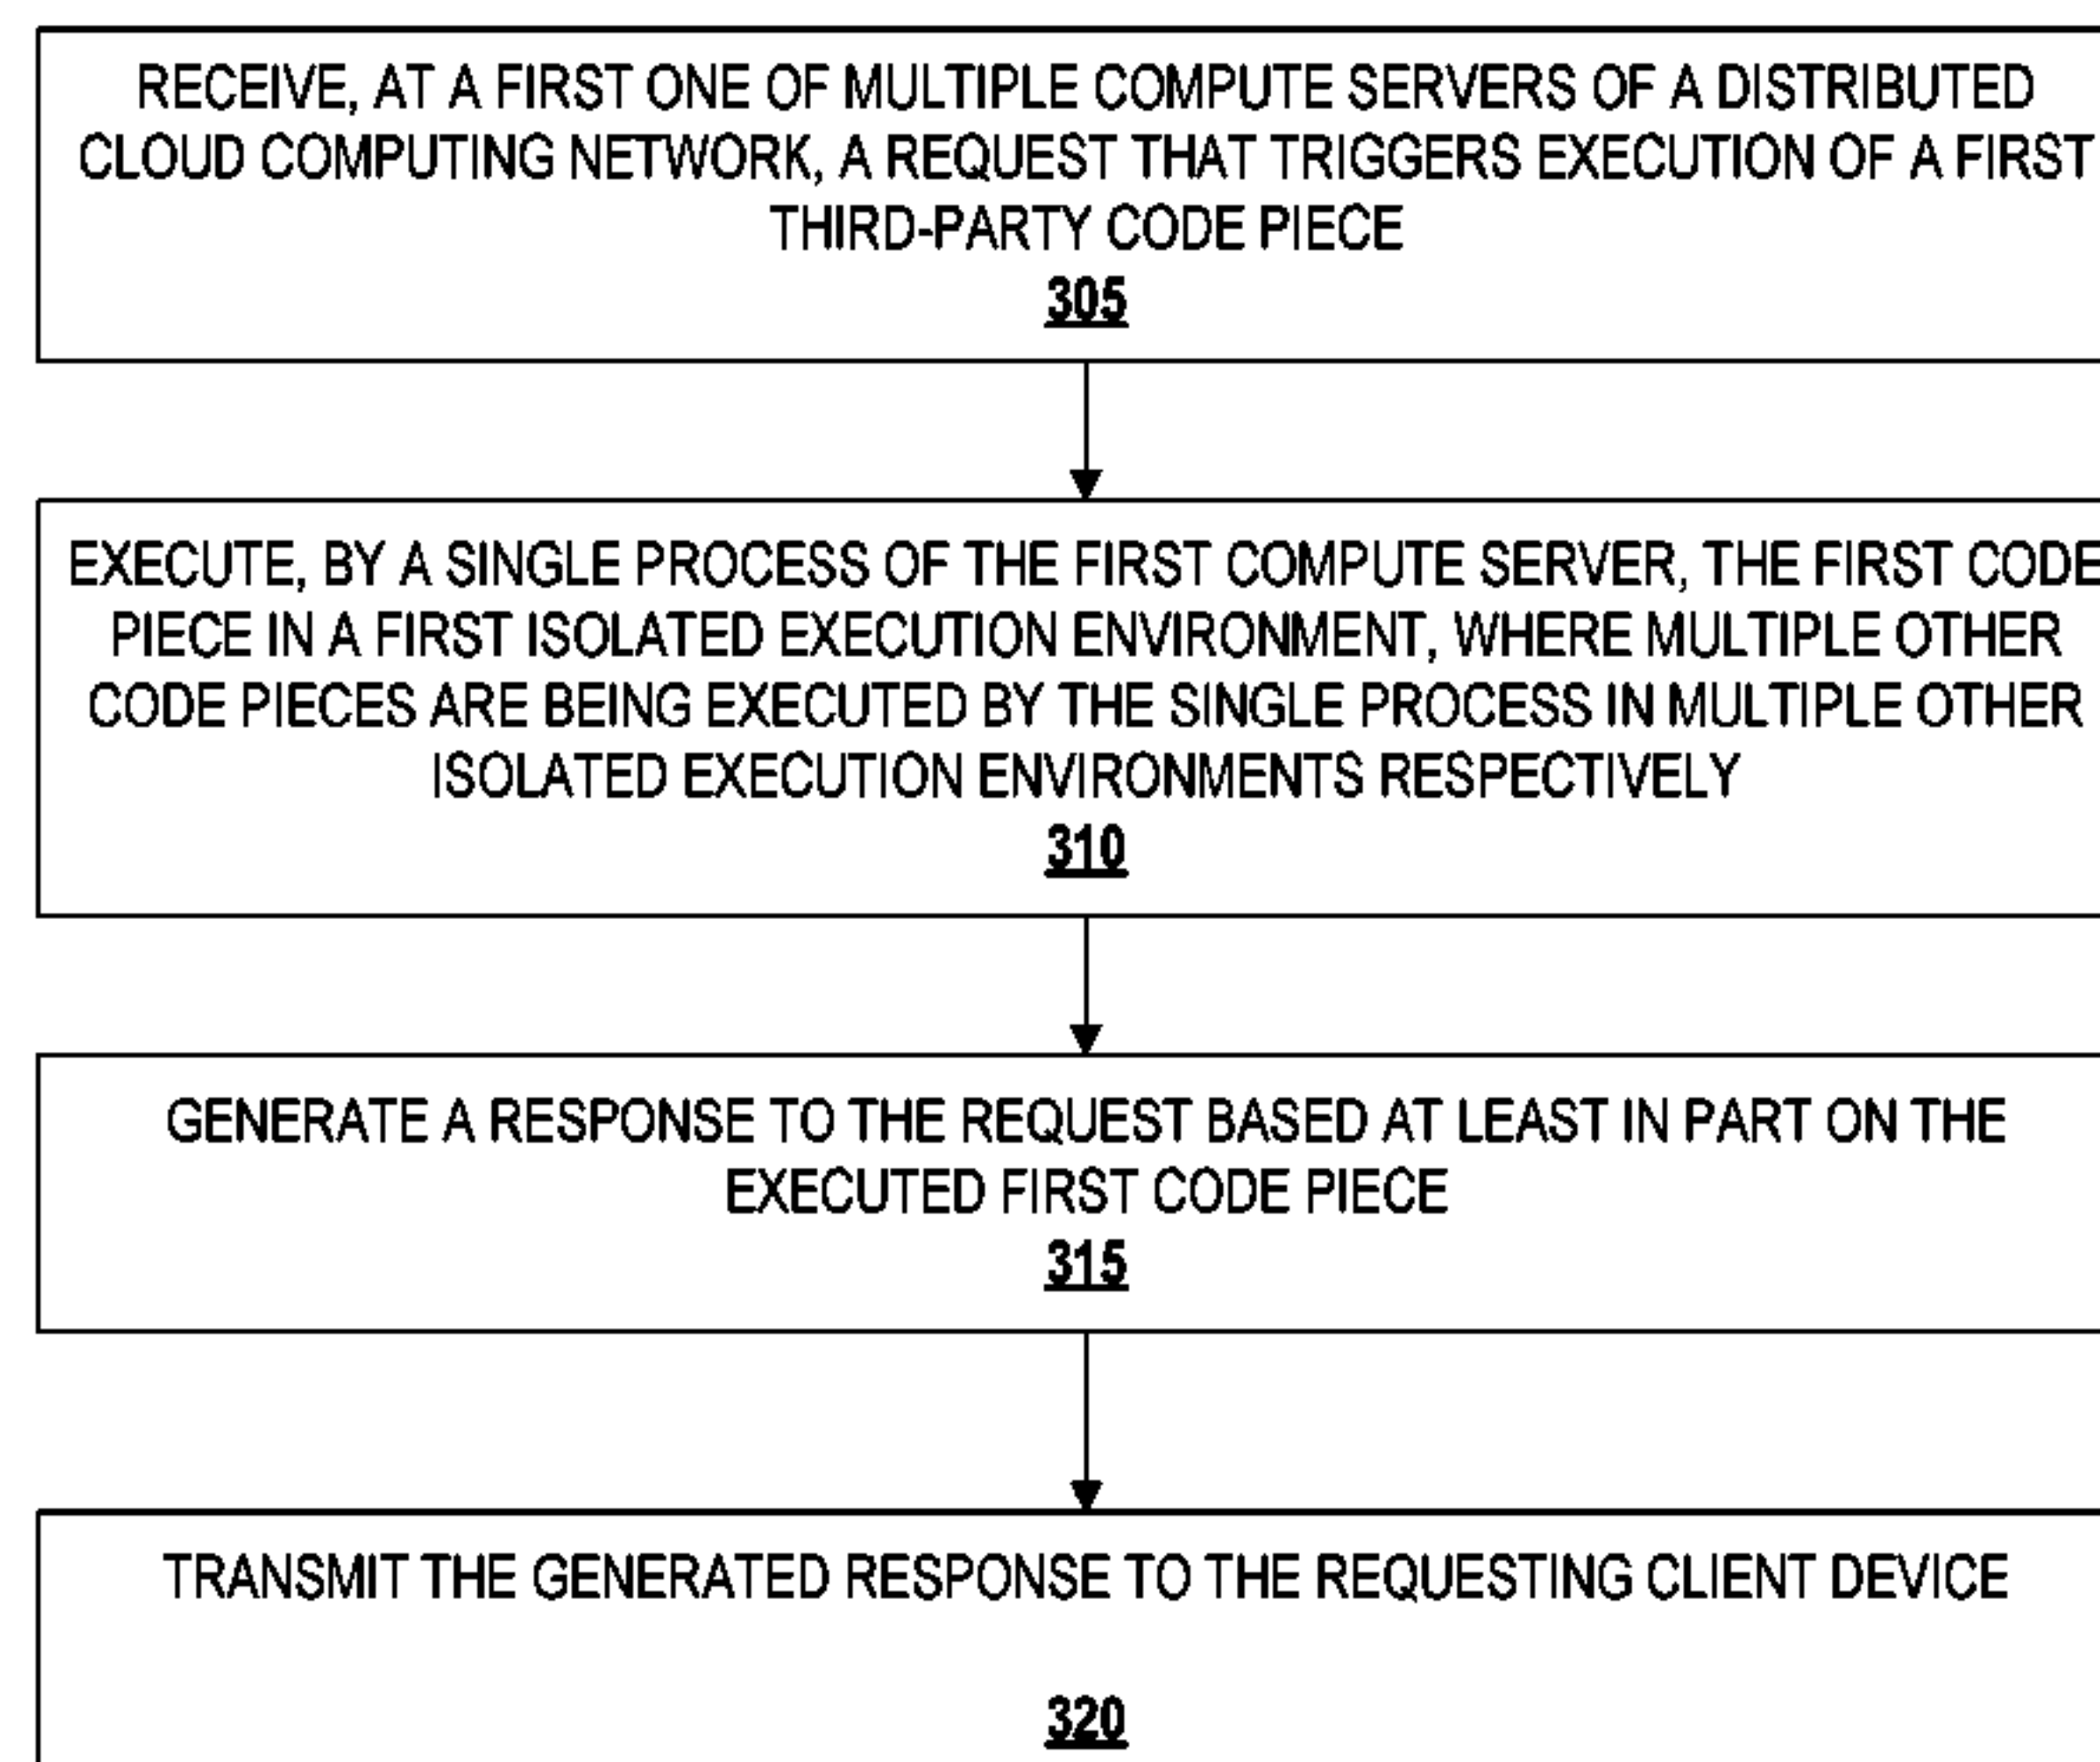 RECEIVE, AT A FIRST ONE OF MULTIPLE COMPUTE SERVERS OF A DISTRIBUTED
CLOUD COMPUTING NETWORK, A REQUEST THAT TRIGGERS EXECUTION OF A FIRST
THIRD-PARTY CODE PIECE
305
EXECUTE, BY A SINGLE PROCESS OF THE FIRST COMPUTE SERVER, THE FIRST CODE
PIECE IN A FIRST ISOLATED EXECUTION ENVIRONMENT, WHERE MULTIPLE OTHER
CODE PIECES ARE BEING EXECUTED BY THE SINGLE PROCESS IN MULTIPLE OTHER
ISOLATED EXECUTION ENVIRONMENTS RESPECTIVELY
310
GENERATE A RESPONSE TO THE REQUEST BASED AT LEAST IN PART ON THE
EXECUTED FIRST CODE PIECE
315
TRANSMIT THE GENERATED RESPONSE TO THE REQUESTING CLIENT DEVICE
320